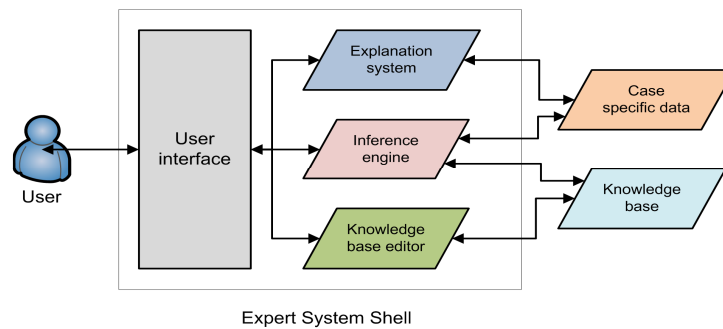 Explanation
system
Case
specific data
User
interface
Inference
engine
User
Knowledge
base
Knowledge
base editor
Expert System Shell